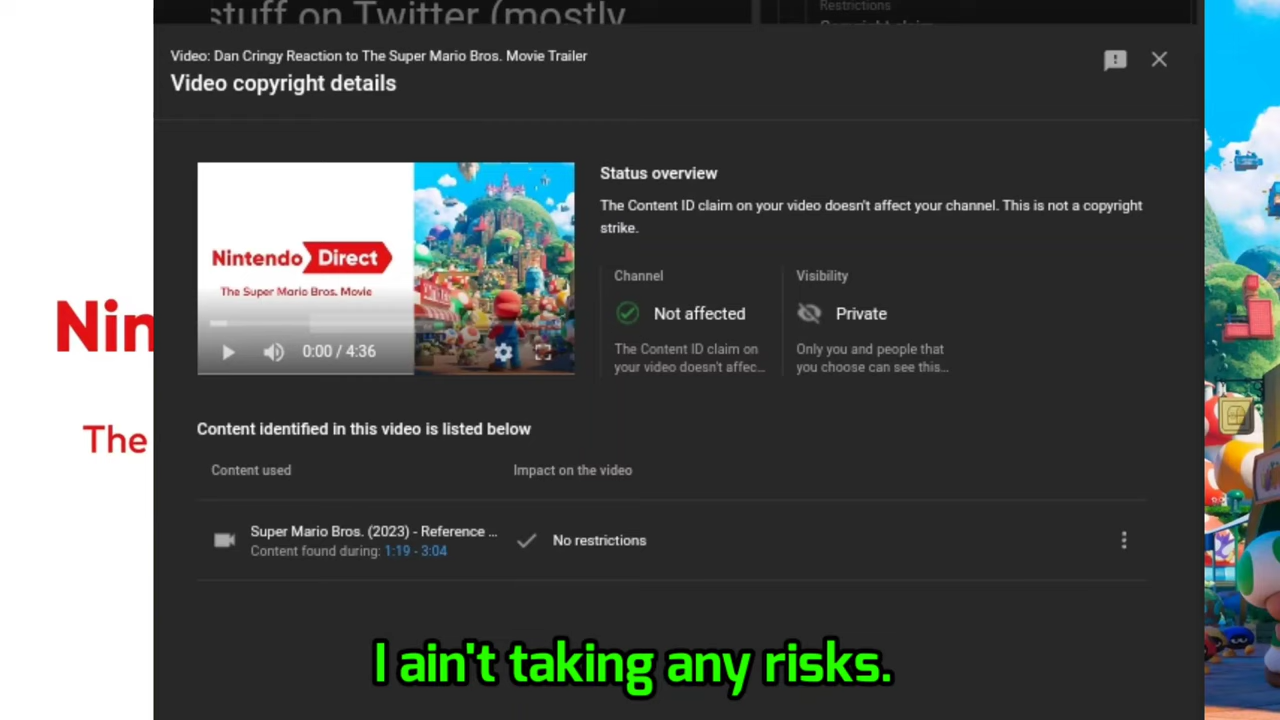 stuff on Twitter (mostly
Restrictions
Video: Dan Cringy Reaction to The Super Mario Bros. Movie Trailer
Video copyright details
Nintendo Direct
The Super Mario Bros. Movie
0:00 / 4:36
Status overview
The Content ID claim on your video doesn't affect your channel. This is not a copyright
strike.
Channel
Not affected
The Content ID claim on
your video doesn't affec...
Visibility
Private
Only you and people that
you choose can see this...
Nin
The
Content identified in this video is listed below
Content used
Impact on the video
Super Mario Bros. (2023) - Reference ...
Content found during: 1:19 - 3:04
No restrictions
I ain't taking any risks.